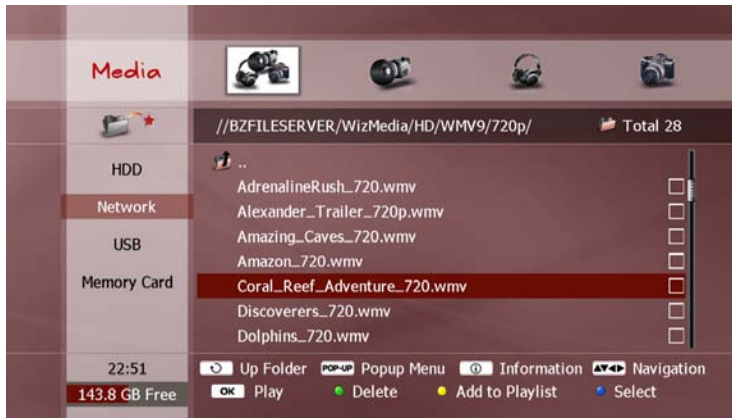 Media
//BZFILESERVER/WizMedia/HD/WMV9/720p/ Total 28
HDD
Network
USB
Memory Card
..
AdrenalineRush_720.wmv
Alexander_Trailer_720p.wmv
Amazing_Caves_720.wmv
Amazon_720.wmv
Coral_Reef_Adventure_720.wmv
Discoverers_720.wmv
Dolphins_720.wmv
22:51
143.8 GB Free
Up Folder POP-UP Popup Menu Information Navigation
OK Play Delete Add to Playlist Select